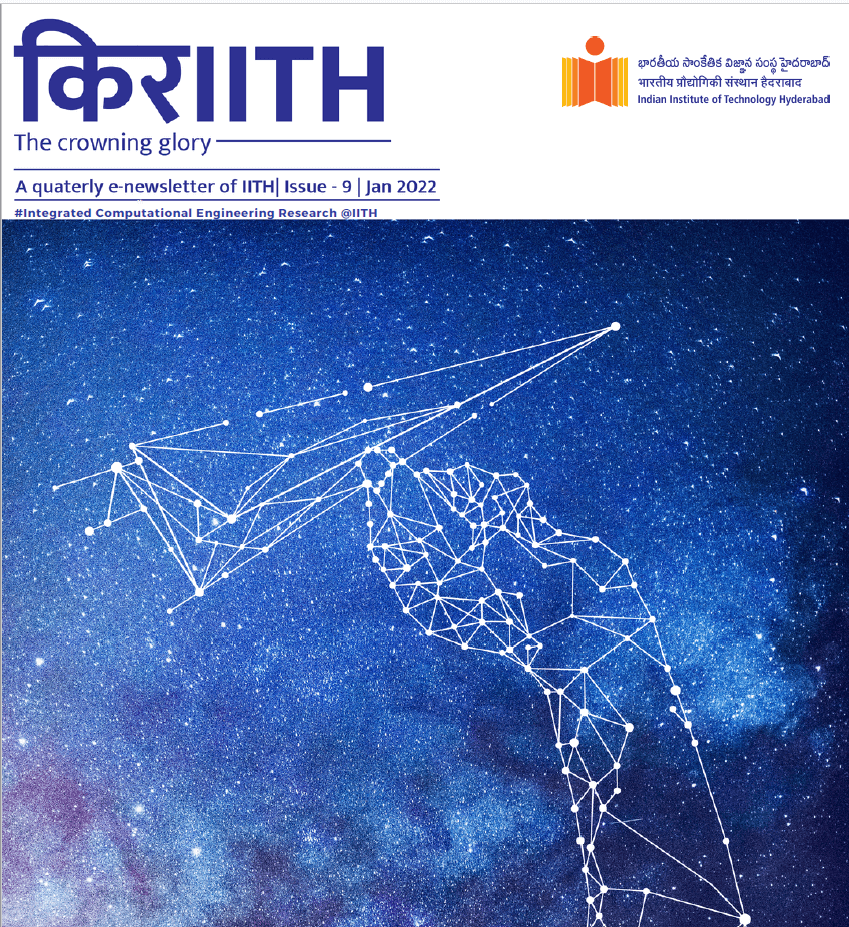 किरIITH
The crowning glory
A quaterly e-newsletter of IITH| Issue - 9 | Jan 2022
#Integrated Computational Engineering Research @IITH
భారతీయ సాంకేతిక విజ్ఞాన సంస్థ హైదరాబాద్
भारतीय प्रौद्योगिकी संस्थान हैदराबाद
Indian Institute of Technology Hyderabad